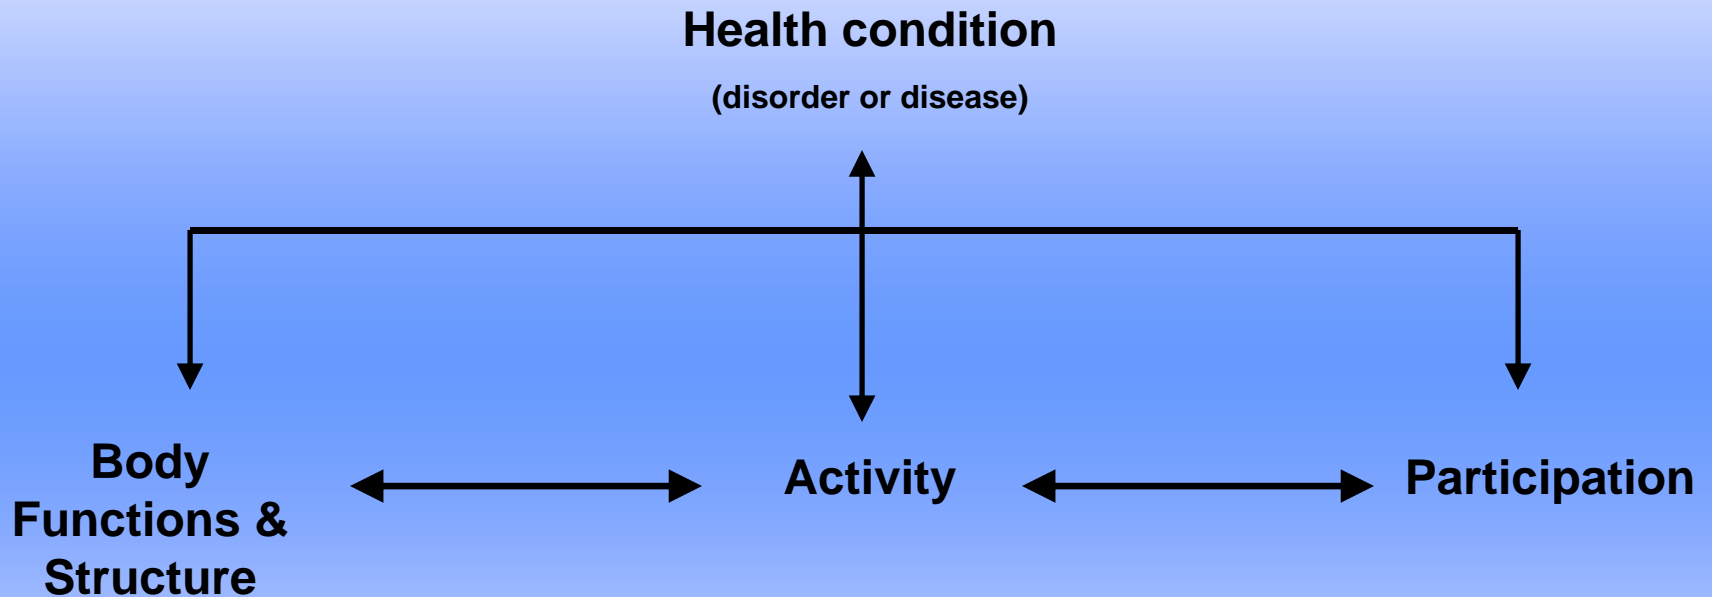 Health condition
(disorder or disease)
Body
Functions &
Structure
Activity
Participation